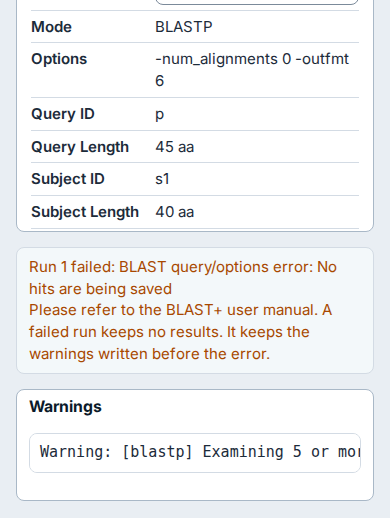 Mode BLASTP
Options -num_alignments 0 -outfmt
6
Query ID p
Query Length 45 aa
Subject ID s1
Subject Length 40 aa
Run 1 failed: BLAST query/options error: No
hits are being saved
Please refer to the BLAST+ user manual. A
failed run keeps no results. It keeps the
warnings written before the error.
Warnings
Warning: [blastp] Examining 5 or